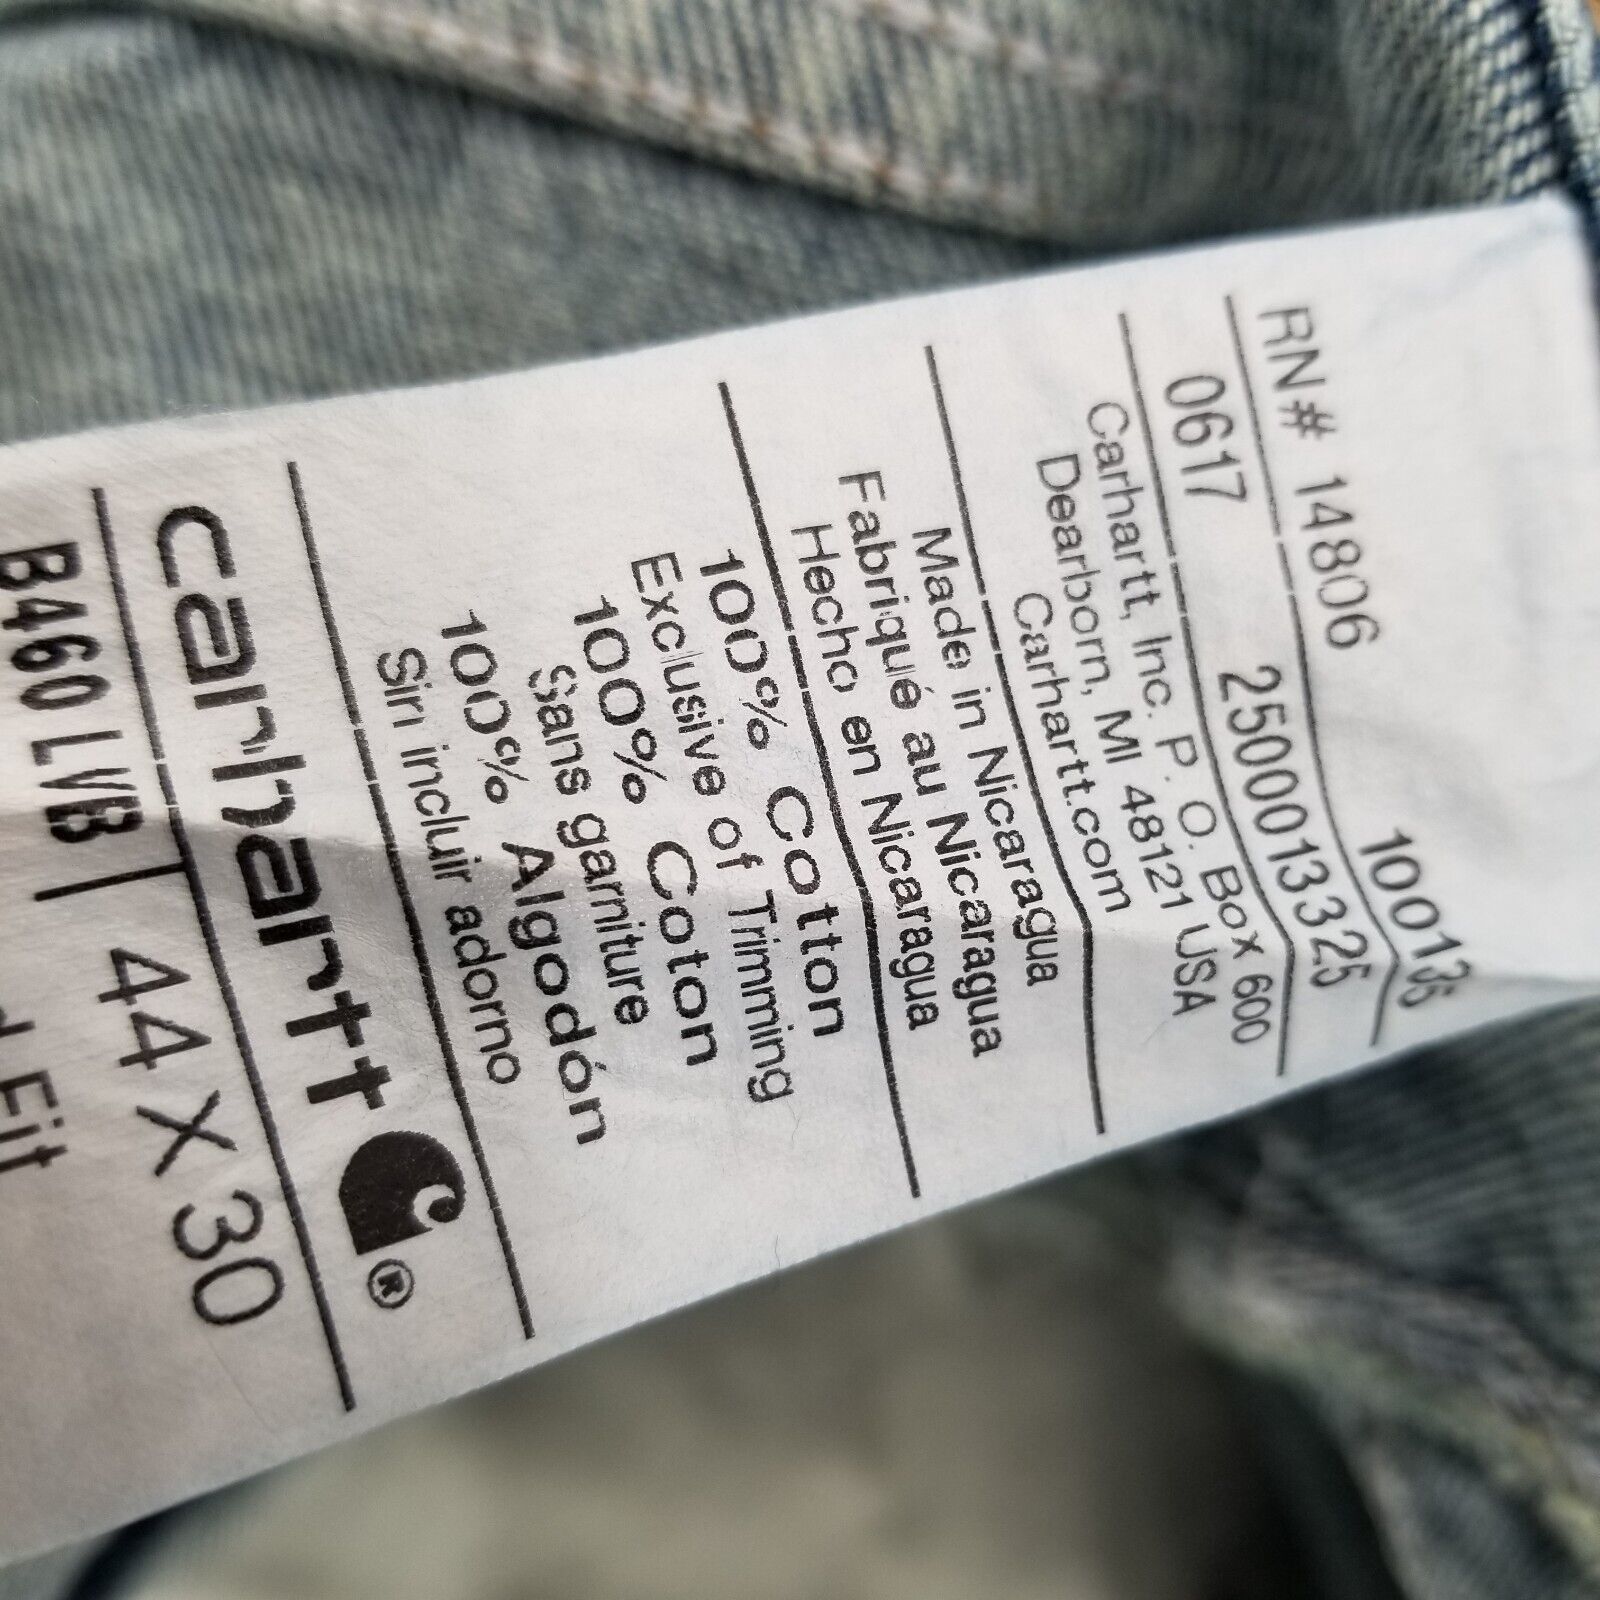 B460 LVB 44 X 30
carhartt ®
100% Cotton
Exclusive of Trimming
100% Coton
Sans garniture
100% Algodón
Sin incluir adorno
Made in Nicaragua
Fabriqué au Nicaragua
Hecho en Nicaragua
Carhartt, Inc. P. O. Box 600
Dearborn, MI 48121 USA
Carhartt.com
0617 2500013325
RN# 14806